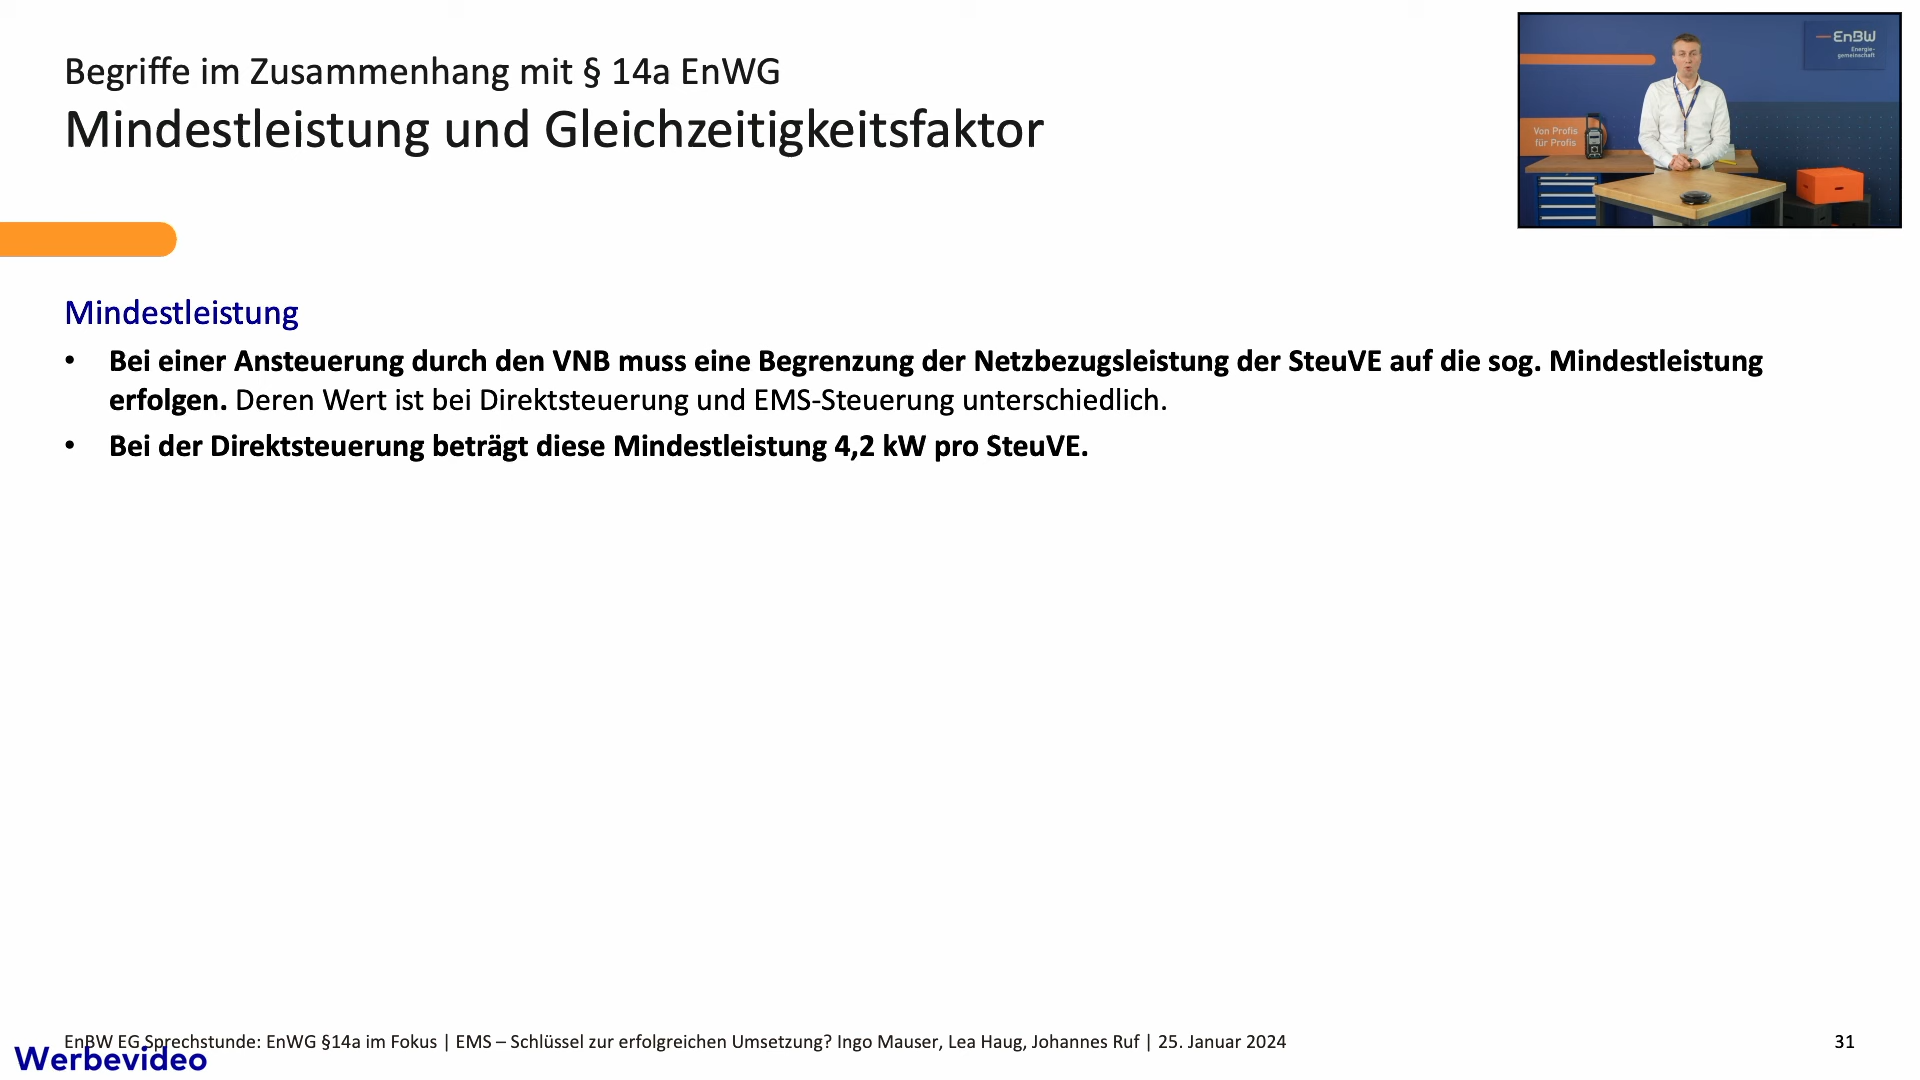 Begriffe im Zusammenhang mit § 14a EnWG
Mindestleistung und Gleichzeitigkeitsfaktor
EnBW
Energie-
gemeinschaft
Von Profis
für Profis
Mindestleistung
• Bei einer Ansteuerung durch den VNB muss eine Begrenzung der Netzbezugsleistung der SteuVE auf die sog. Mindestleistung
erfolgen. Deren Wert ist bei Direktsteuerung und EMS-Steuerung unterschiedlich.
• Bei der Direktsteuerung beträgt diese Mindestleistung 4,2 kW pro SteuVE.
EnBW EG Sprechstunde: EnWG §14a im Fokus | EMS – Schlüssel zur erfolgreichen Umsetzung? Ingo Mauser, Lea Haug, Johannes Ruf | 25. Januar 2024
31
Werbevideo